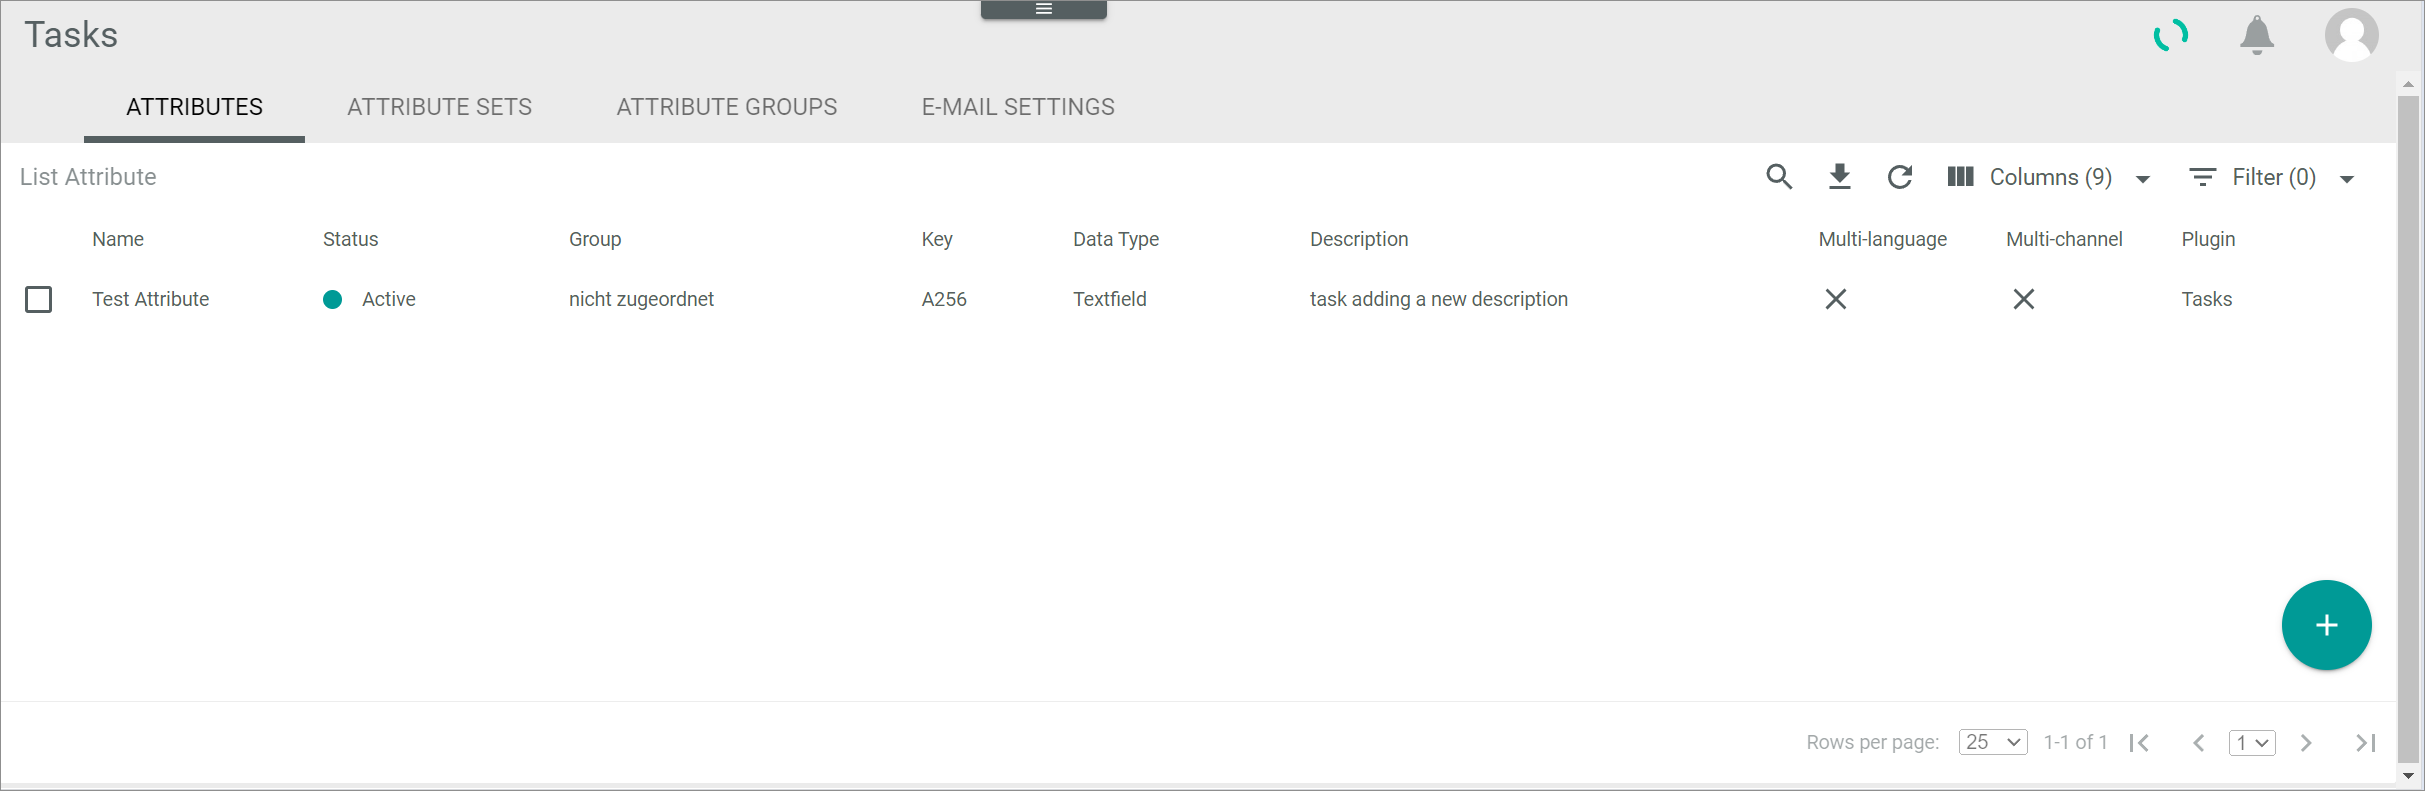 Tasks
ATTRIBUTES ATTRIBUTE SETS ATTRIBUTE GROUPS E-MAIL SETTINGS
List Attribute Columns (9) Filter (0)
Name Status Group Key Data Type Description Multi-language Multi-channel Plugin
Test Attribute Active nicht zugeordnet A256 Textfield task adding a new description Tasks
Rows per page: 25 1-1 of 1 1